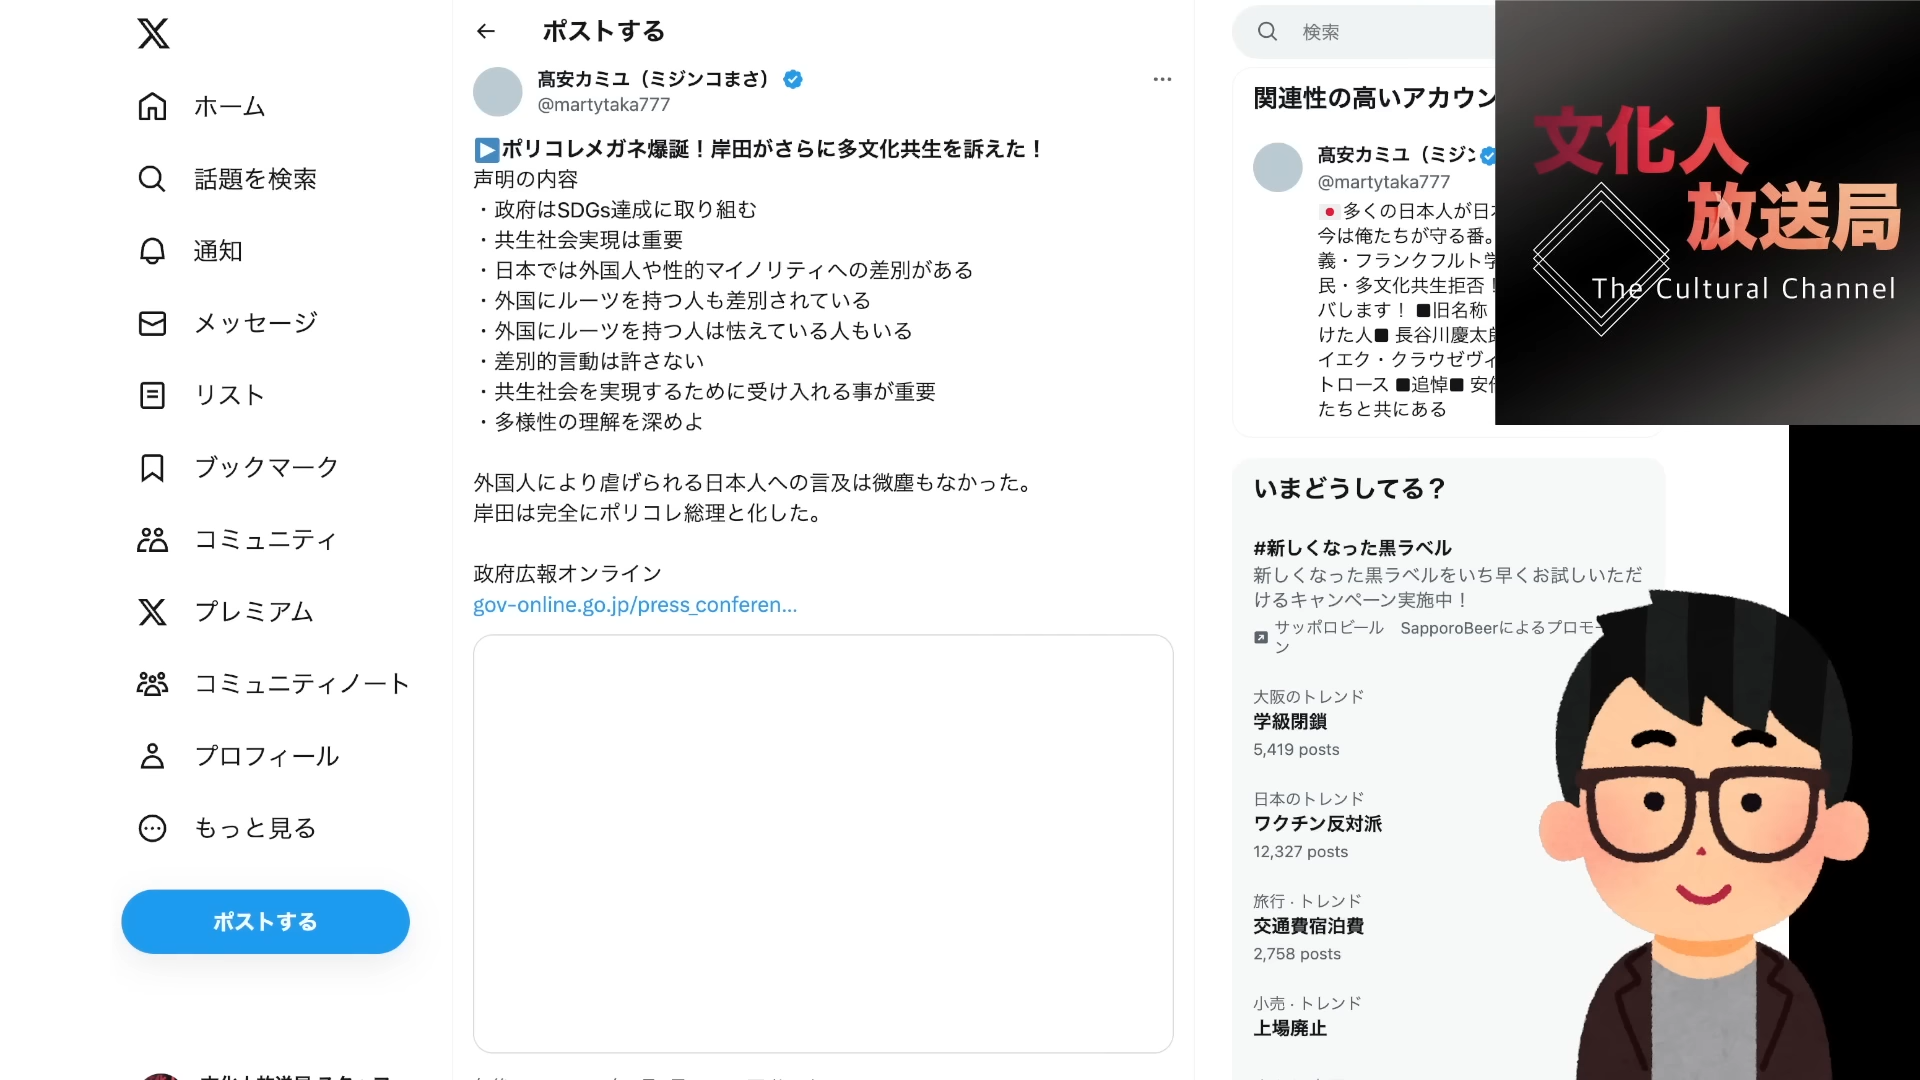 ホーム
話題を検索
通知
メッセージ
リスト
ブックマーク
コミュニティ
プレミアム
コミュニティノート
プロフィール
もっと見る
ポストする
ポストする
髙安カミユ（ミジンコまさ）
@martytaka777
▶ポリコレメガネ爆誕！岸田がさらに多文化共生を訴えた！
声明の内容
・政府はSDGs達成に取り組む
・共生社会実現は重要
・日本では外国人や性的マイノリティへの差別がある
・外国にルーツを持つ人も差別されている
・外国にルーツを持つ人は怯えている人もいる
・差別的言動は許さない
・共生社会を実現するために受け入れる事が重要
・多様性の理解を深めよ
外国人により虐げられる日本人への言及は微塵もなかった。
岸田は完全にポリコレ総理と化した。
政府広報オンライン
gov-online.go.jp/press_conferen...
検索
関連性の高いアカウン
髙安カミユ（ミジン
@martytaka777
🇯🇵多くの日本人が日
今は俺たちが守る番。
義・フランクフルト学
民・多文化共生拒否！
バします！ ■旧名称
けた人■ 長谷川慶太郎
イエク・クラウゼヴィ
トロース ■追悼■ 安倍
たちと共にある
いまどうしてる？
#新しくなった黒ラベル
新しくなった黒ラベルをいち早くお試しいただ
けるキャンペーン実施中！
サッポロビール SapporoBeerによるプロモー
ン
大阪のトレンド
学級閉鎖
5,419 posts
日本のトレンド
ワクチン反対派
12,327 posts
旅行 · トレンド
交通費宿泊費
2,758 posts
小売 · トレンド
上場廃止
文化人
放送局
The Cultural Channel